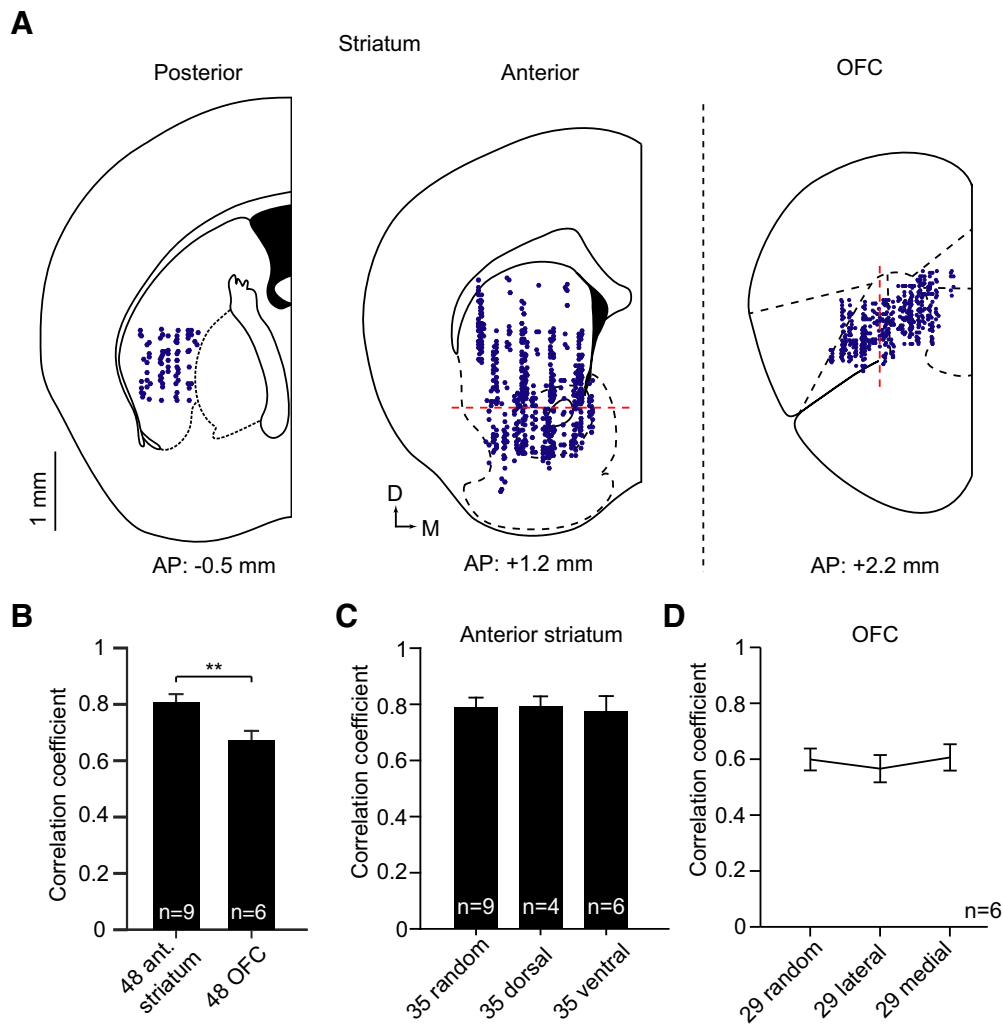 A
Striatum
Posterior
Anterior
OFC
1 mm
D
M
AP: -0.5 mm
AP: +1.2 mm
AP: +2.2 mm
B
Correlation coefficient
1
0.8
0.6
0.4
0.2
0
**
n=9
n=6
48 ant.
striatum
48 OFC
C
Anterior striatum
Correlation coefficient
1
0.8
0.6
0.4
0.2
0
n=9
n=4
n=6
35 random
35 dorsal
35 ventral
D
OFC
Correlation coefficient
1
0.8
0.6
0.4
0.2
0
n=6
29 random
29 lateral
29 medial